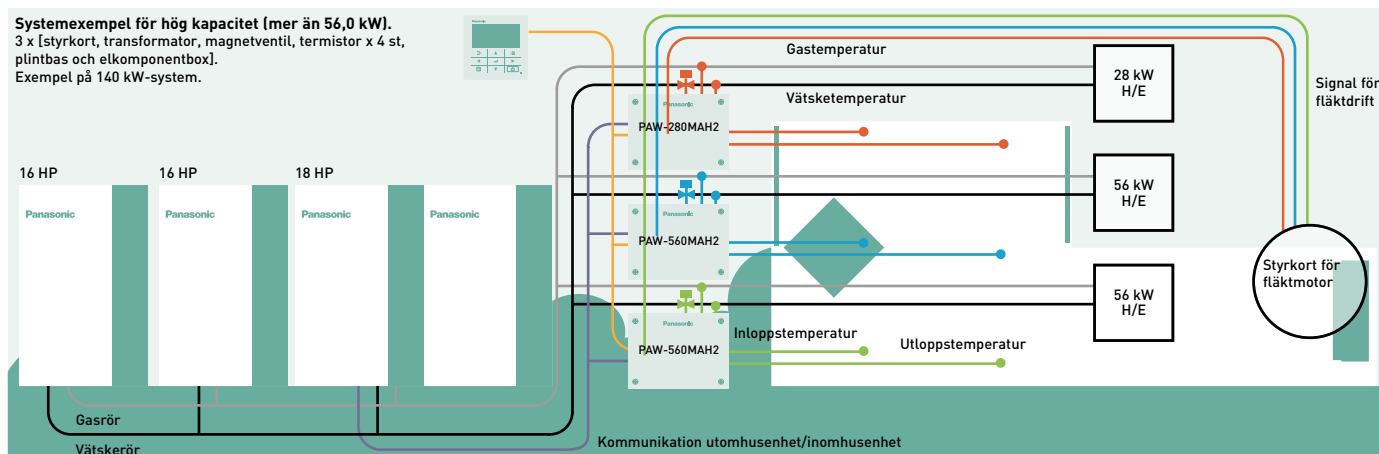 Systemexempel för hög kapacitet (mer än 56,0 kW).
3 x [styrkort, transformator, magnetventil, termistor x 4 st,
plintbas och elkomponentbox].
Exempel på 140 kW-system.
Panasonic
Gastemperatur
28 kW
H/E
Signal för
fläktdrift
Vätsketemperatur
PAW-280MAH2
16 HP
16 HP
18 HP
Panasonic
Panasonic
Panasonic
Panasonic
Panasonic
PAW-560MAH2
56 kW
H/E
Styrkort för
fläktmotor
56 kW
H/E
Panasonic
PAW-560MAH2
Inloppstemperatur
Utloppstemperatur
Gasrör
Vätskerör
Kommunikation utomhusenhet/inomhusenhet